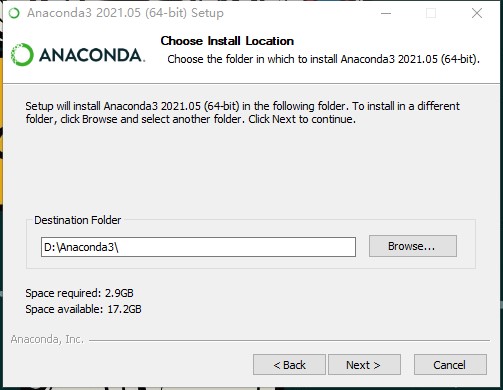 Anaconda3 2021.05 (64-bit) Setup
ANACONDA.
Choose Install Location
Choose the folder in which to install Anaconda3 2021.05 (64-bit).
Setup will install Anaconda3 2021.05 (64-bit) in the following folder. To install in a different
folder, click Browse and select another folder. Click Next to continue.
Destination Folder
D:\Anaconda3\
Browse...
Space required: 2.9GB
Space available: 17.2GB
Anaconda, Inc.
< Back
Next >
Cancel